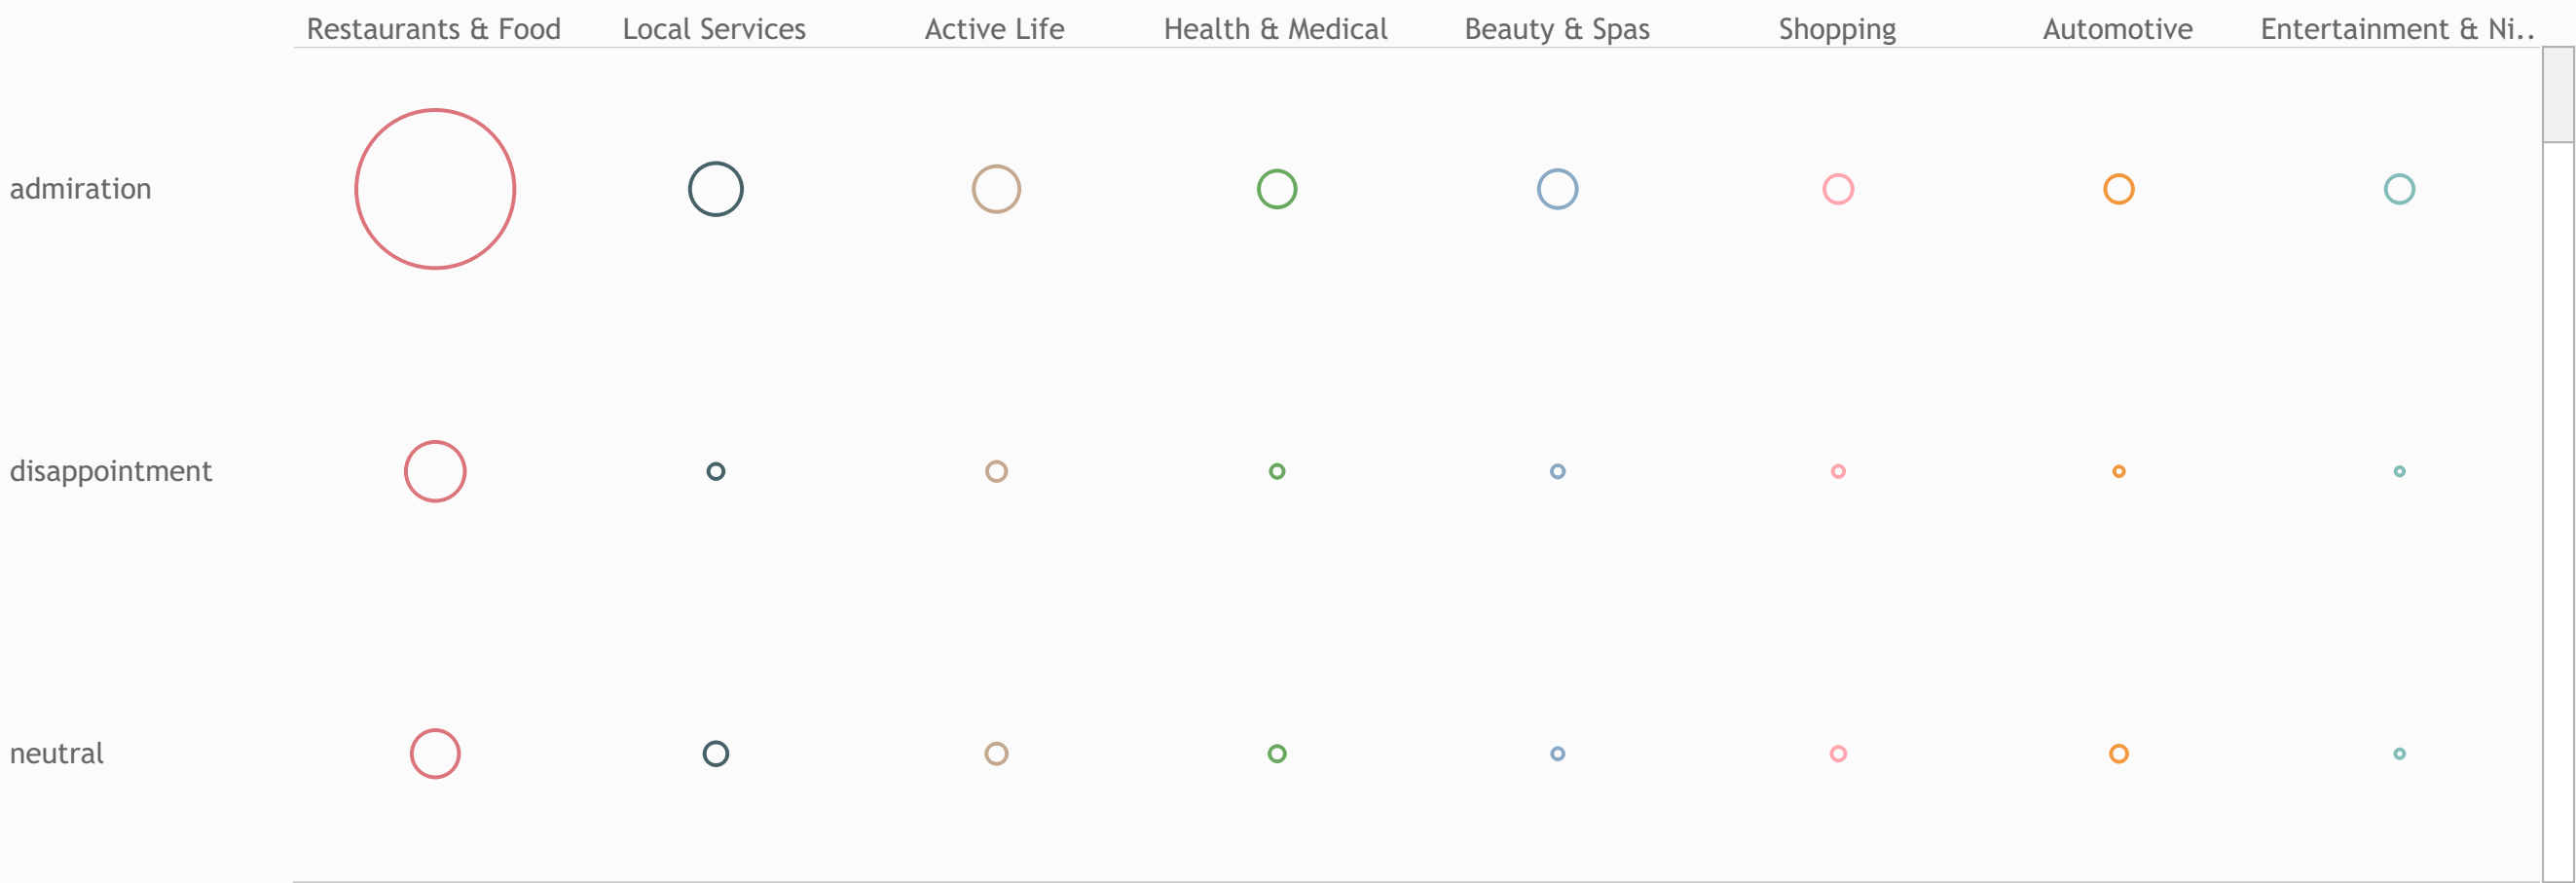 Restaurants & Food Local Services Active Life Health & Medical Beauty & Spas Shopping Automotive Entertainment & Ni..
admiration
disappointment
neutral